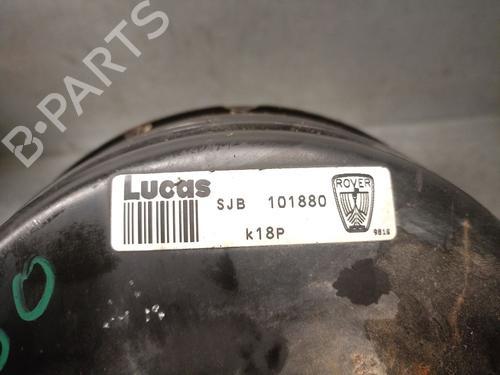 B-PARTS
Lucas SJB 101880 ROVER
k18P 9816